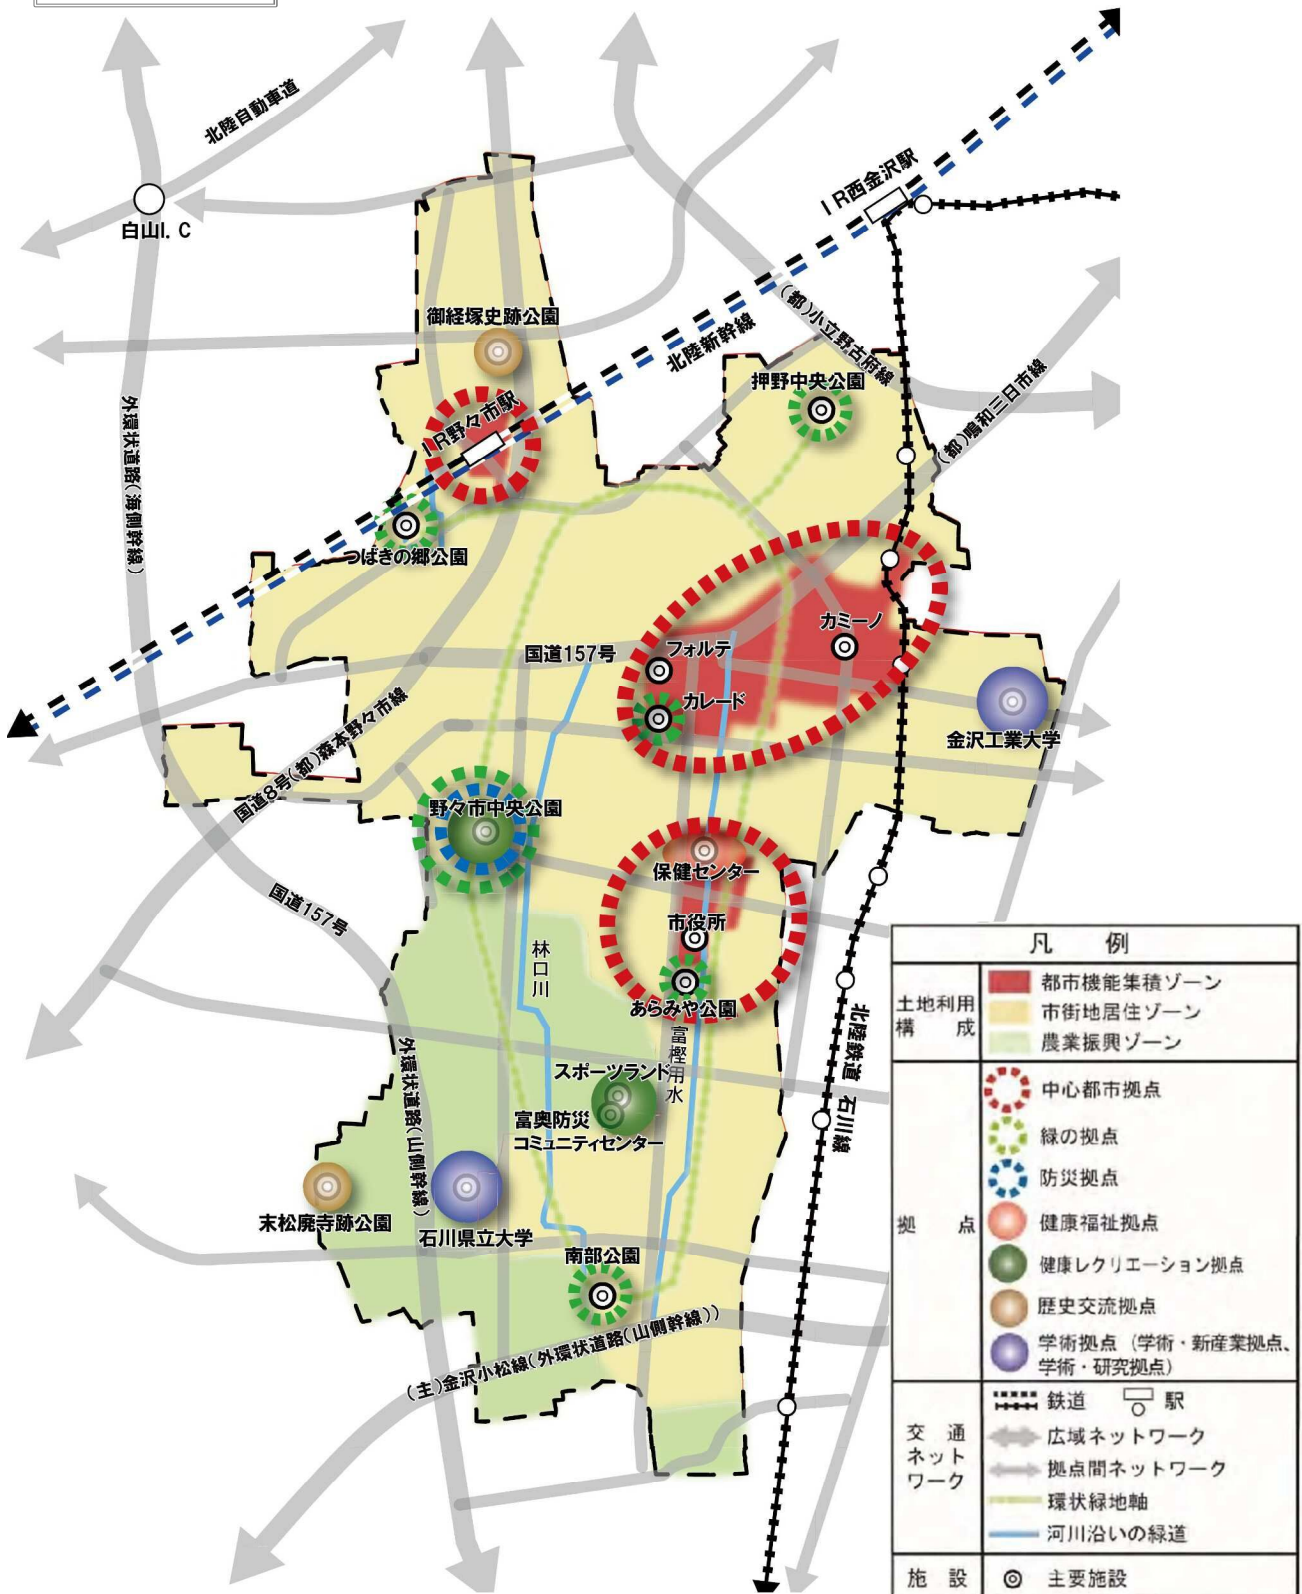 北陸自動車道
IR西金沢駅
白山I. C
御経塚史跡公園
北陸新幹線
(都)小立野古府線
押野中央公園
(都)鳴和三日市線
IR野々市駅
外環状道路(海側幹線)
つばきの郷公園
カミーノ
国道157号
フォルテ
カレード
金沢工業大学
国道8号(都)森本野々市線
野々市中央公園
保健センター
国道157号
市役所
林口川
あらみや公園
富樫用水
北陸鉄道 石川線
外環状道路(山側幹線)
スポーツランド
富奥防災
コミュニティセンター
末松廃寺跡公園
石川県立大学
南部公園
(主)金沢小松線(外環状道路(山側幹線))
凡 例
土地利用
構 成
都市機能集積ゾーン
市街地居住ゾーン
農業振興ゾーン
拠 点
中心都市拠点
緑の拠点
防災拠点
健康福祉拠点
健康レクリエーション拠点
歴史交流拠点
学術拠点 (学術・新産業拠点、
学術・研究拠点)
交 通
ネット
ワーク
鉄道 駅
広域ネットワーク
拠点間ネットワーク
環状緑地軸
河川沿いの緑道
施 設 主要施設